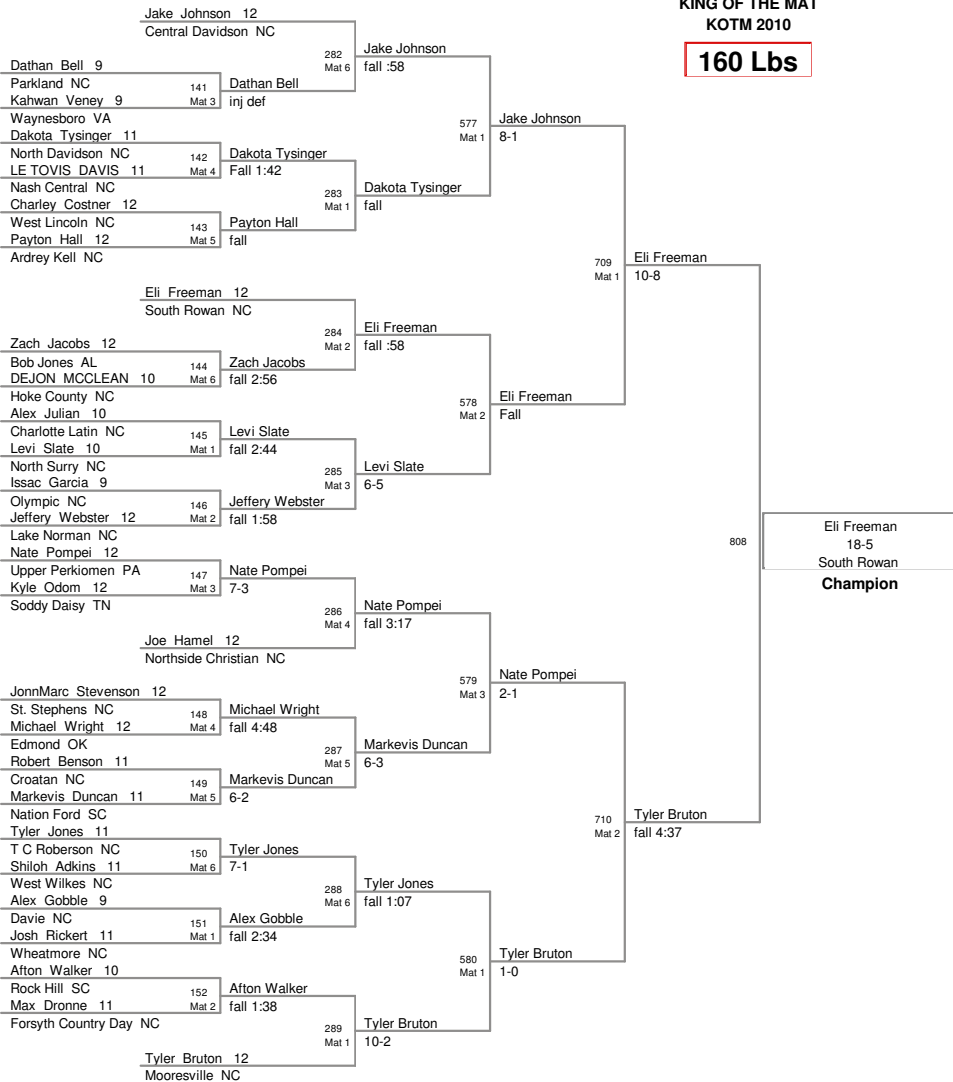 KING OF THE MAT
KOTM 2010
160 Lbs
Jake Johnson 12
Central Davidson NC
282
Mat 6
Jake Johnson
fall :58
Dathan Bell 9
Parkland NC
Kahwan Veney 9
Waynesboro VA
141
Mat 3
Dathan Bell
inj def
577
Mat 1
Jake Johnson
8-1
Dakota Tysinger 11
North Davidson NC
LE TOVIS DAVIS 11
Nash Central NC
142
Mat 4
Dakota Tysinger
Fall 1:42
283
Mat 1
Dakota Tysinger
fall
Charley Costner 12
West Lincoln NC
Payton Hall 12
Ardrey Kell NC
143
Mat 5
Payton Hall
fall
709
Mat 1
Eli Freeman
10-8
Eli Freeman 12
South Rowan NC
284
Mat 2
Eli Freeman
fall :58
Zach Jacobs 12
Bob Jones AL
DEJON MCCLEAN 10
Hoke County NC
144
Mat 6
Zach Jacobs
fall 2:56
578
Mat 2
Eli Freeman
Fall
Alex Julian 10
Charlotte Latin NC
Levi Slate 10
North Surry NC
145
Mat 1
Levi Slate
fall 2:44
285
Mat 3
Levi Slate
6-5
Issac Garcia 9
Olympic NC
Jeffery Webster 12
Lake Norman NC
146
Mat 2
Jeffery Webster
fall 1:58
808
Eli Freeman
18-5
South Rowan
Champion
Nate Pompei 12
Upper Perkiomen PA
Kyle Odom 12
Soddy Daisy TN
147
Mat 3
Nate Pompei
7-3
286
Mat 4
Nate Pompei
fall 3:17
Joe Hamel 12
Northside Christian NC
579
Mat 3
Nate Pompei
2-1
JonnMarc Stevenson 12
St. Stephens NC
Michael Wright 12
Edmond OK
148
Mat 4
Michael Wright
fall 4:48
287
Mat 5
Markevis Duncan
6-3
Robert Benson 11
Croatan NC
Markevis Duncan 11
Nation Ford SC
149
Mat 5
Markevis Duncan
6-2
710
Mat 2
Tyler Bruton
fall 4:37
Tyler Jones 11
T C Roberson NC
Shiloh Adkins 11
West Wilkes NC
150
Mat 6
Tyler Jones
7-1
288
Mat 6
Tyler Jones
fall 1:07
Alex Gobble 9
Davie NC
Josh Rickert 11
Wheatmore NC
151
Mat 1
Alex Gobble
fall 2:34
580
Mat 1
Tyler Bruton
1-0
Afton Walker 10
Rock Hill SC
Max Dronne 11
Forsyth Country Day NC
152
Mat 2
Afton Walker
fall 1:38
289
Mat 1
Tyler Bruton
10-2
Tyler Bruton 12
Mooresville NC